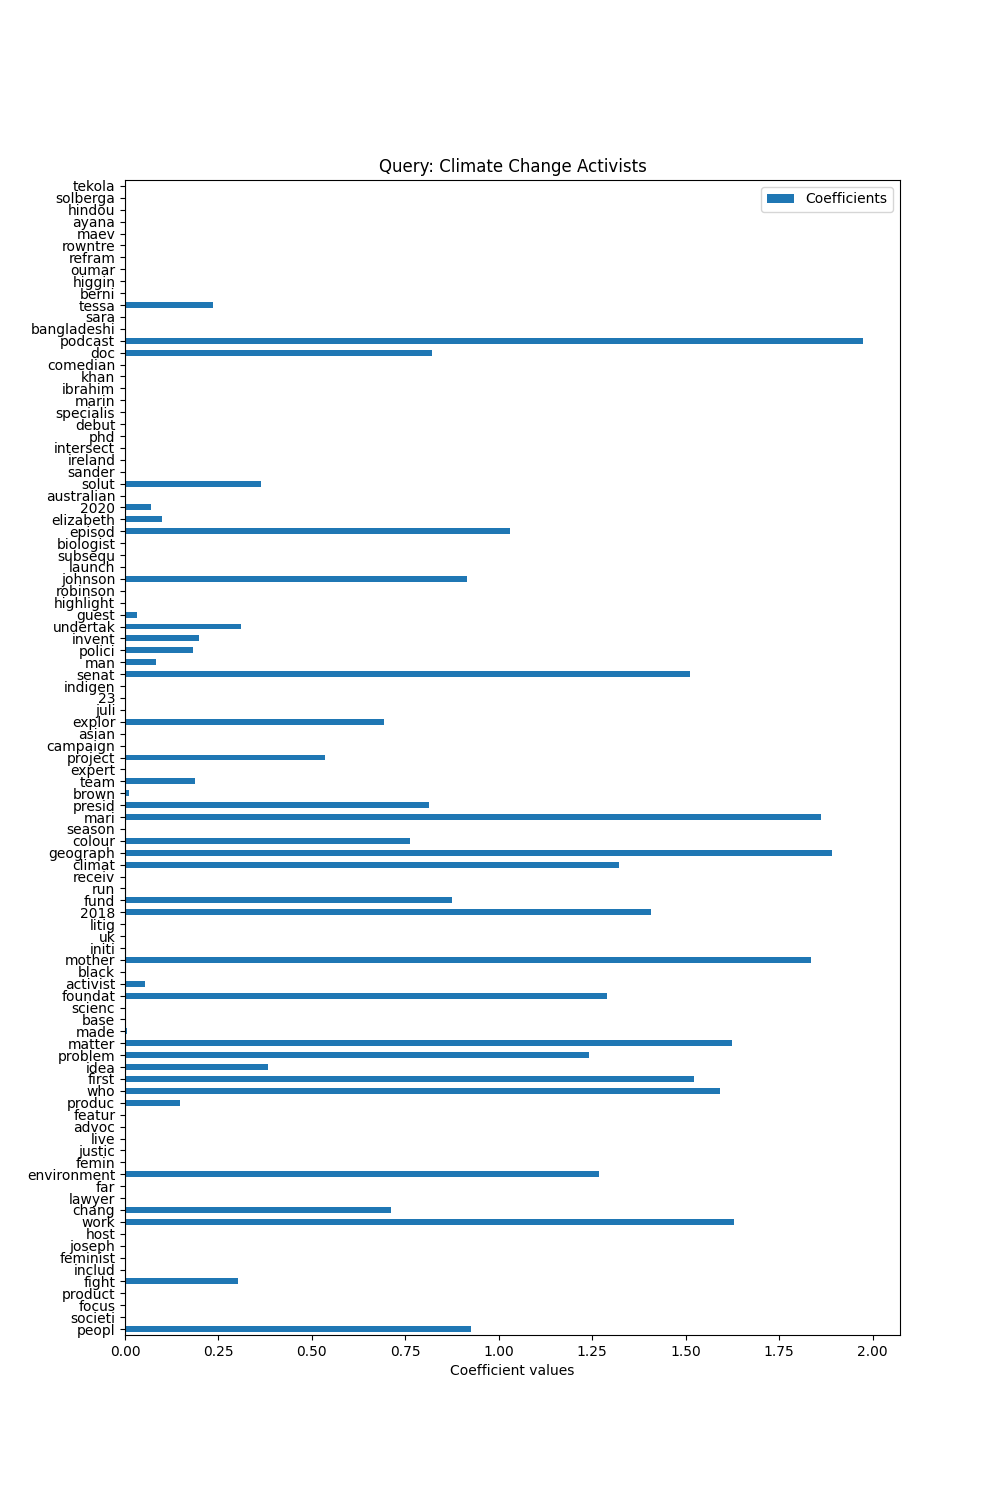 Query: Climate Change Activists
Coefficients
tekola
solberga
hindou
ayana
maev
rowntre
refram
oumar
higgin
berni
tessa
sara
bangladeshi
podcast
doc
comedian
khan
ibrahim
marin
specialis
debut
phd
intersect
ireland
sander
solut
australian
2020
elizabeth
episod
biologist
subsequ
launch
johnson
robinson
highlight
guest
undertak
invent
polici
man
senat
indigen
23
juli
explor
asian
campaign
project
expert
team
brown
presid
mari
season
colour
geograph
climat
receiv
run
fund
2018
litig
uk
initi
mother
black
activist
foundat
scienc
base
made
matter
problem
idea
first
who
produc
featur
advoc
live
justic
femin
environment
far
lawyer
chang
work
host
joseph
feminist
includ
fight
product
focus
societi
peopl
0.00 0.25 0.50 0.75 1.00 1.25 1.50 1.75 2.00
Coefficient values